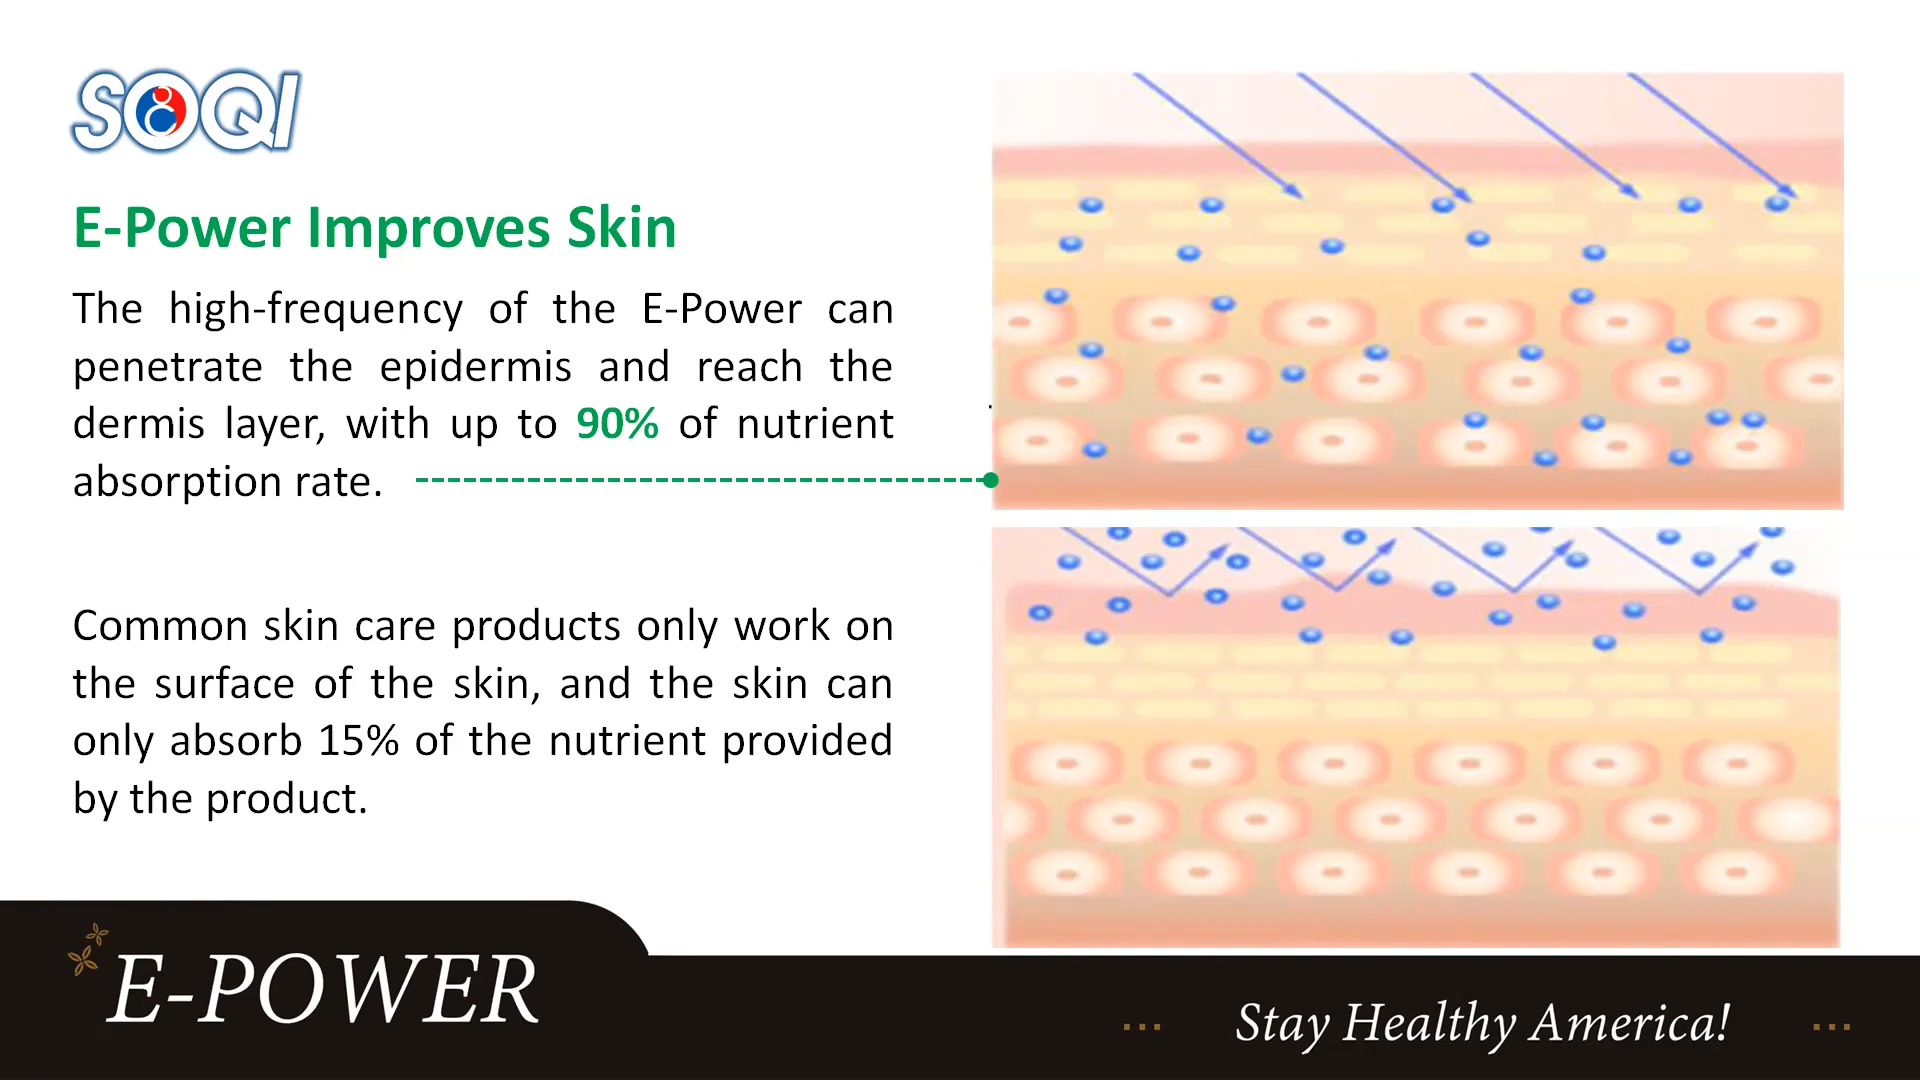 SOQI
E-Power Improves Skin
The high-frequency of the E-Power can
penetrate the epidermis and reach the
dermis layer, with up to 90% of nutrient
absorption rate.
Common skin care products only work on
the surface of the skin, and the skin can
only absorb 15% of the nutrient provided
by the product.
E-POWER
... Stay Healthy America! ...